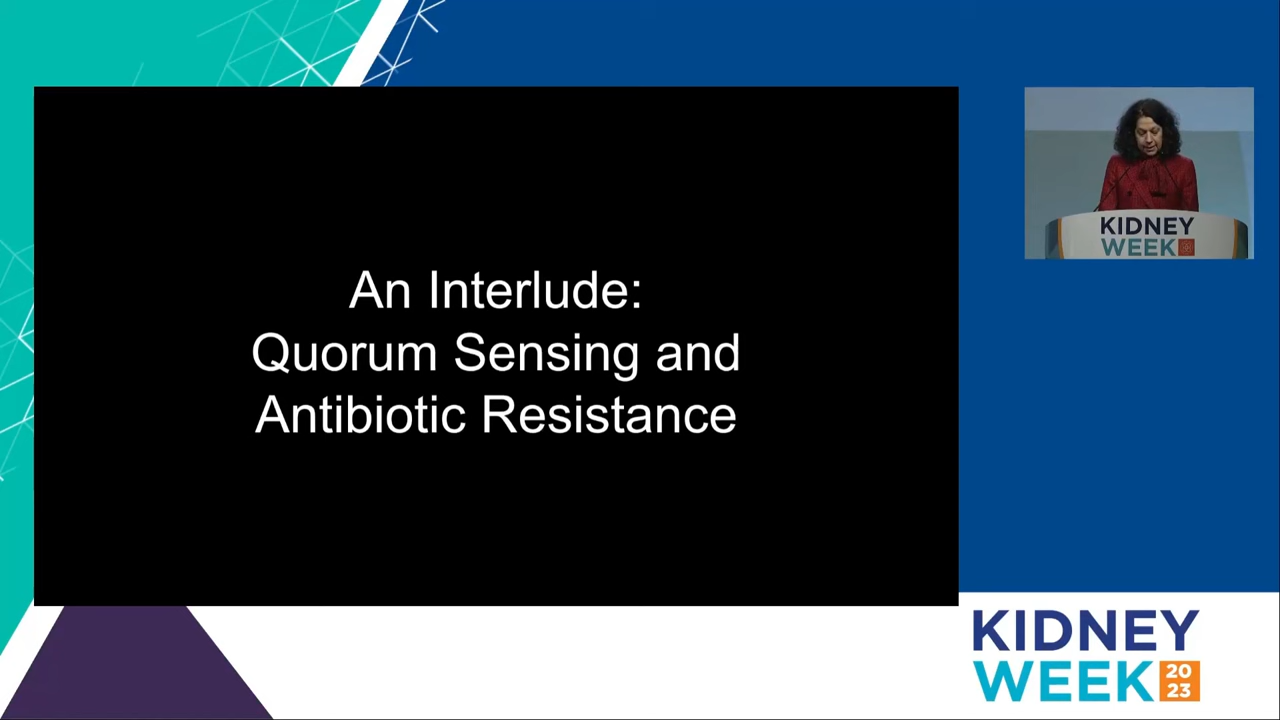 An Interlude:
Quorum Sensing and
Antibiotic Resistance
KIDNEY
WEEK
KIDNEY
WEEK 20
23